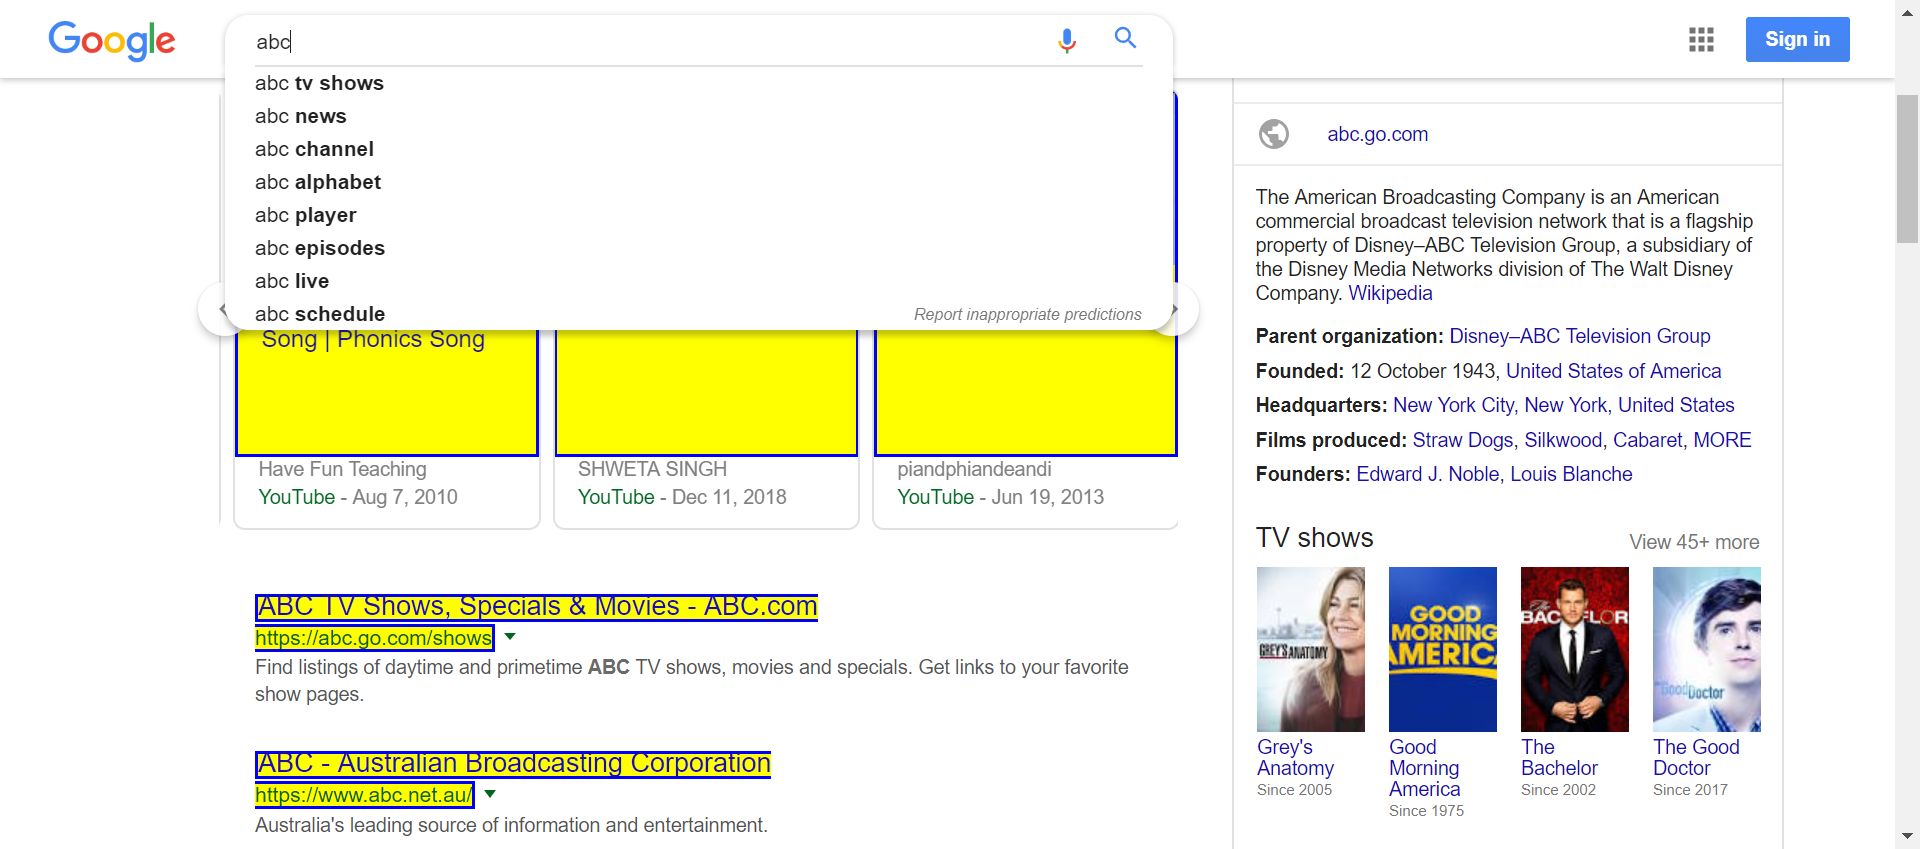 Google
abc
Sign in
abc tv shows
abc news
abc channel
abc alphabet
abc player
abc episodes
abc live
abc schedule
Report inappropriate predictions
Song | Phonics Song
Have Fun Teaching
YouTube - Aug 7, 2010
SHWETA SINGH
YouTube - Dec 11, 2018
piandphiandeandi
YouTube - Jun 19, 2013
ABC TV Shows, Specials & Movies - ABC.com
https://abc.go.com/shows
Find listings of daytime and primetime ABC TV shows, movies and specials. Get links to your favorite
show pages.
ABC - Australian Broadcasting Corporation
https://www.abc.net.au/
Australia's leading source of information and entertainment.
abc.go.com
The American Broadcasting Company is an American
commercial broadcast television network that is a flagship
property of Disney–ABC Television Group, a subsidiary of
the Disney Media Networks division of The Walt Disney
Company. Wikipedia
Parent organization: Disney–ABC Television Group
Founded: 12 October 1943, United States of America
Headquarters: New York City, New York, United States
Films produced: Straw Dogs, Silkwood, Cabaret, MORE
Founders: Edward J. Noble, Louis Blanche
TV shows
View 45+ more
GREY'S ANATOMY
GOOD
MORNING
AMERICA
The
BACHELOR
the Good Doctor
Grey's
Anatomy
Since 2005
Good
Morning
America
Since 1975
The
Bachelor
Since 2002
The Good
Doctor
Since 2017